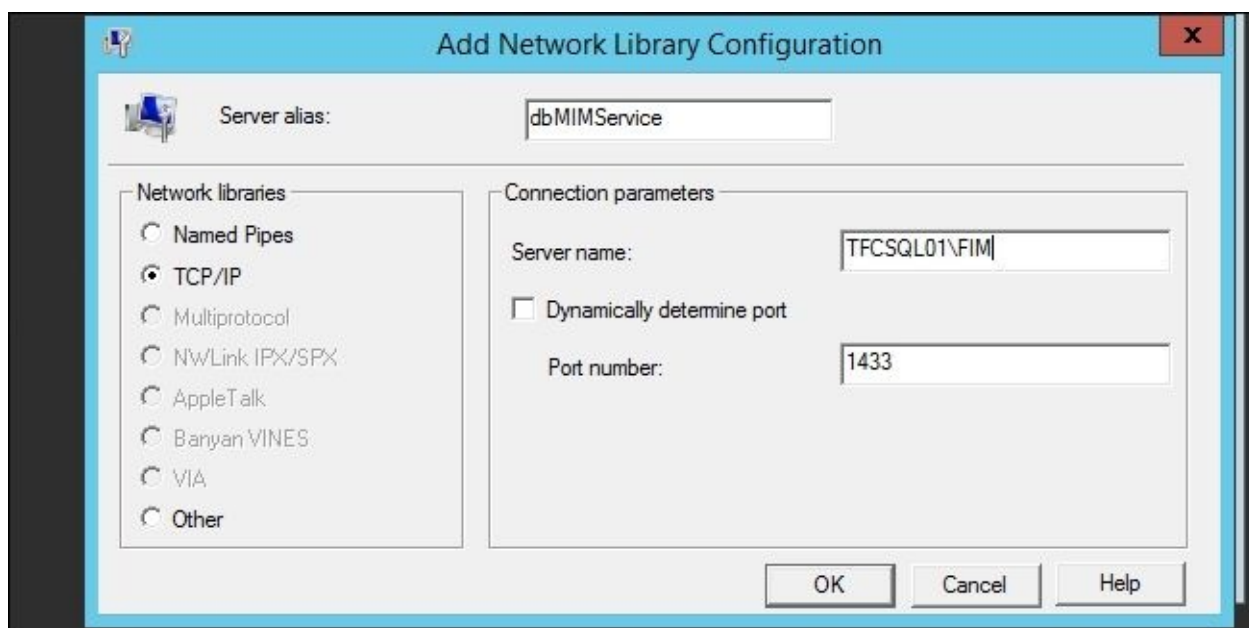 Add Network Library Configuration
x
Server alias:
dbMIMService
Network libraries
Named Pipes
TCP/IP
Multiprotocol
NWLink IPX/SPX
AppleTalk
Banyan VINES
VIA
Other
Connection parameters
Server name:
TFCSQL01\FIM
Dynamically determine port
Port number:
1433
OK
Cancel
Help